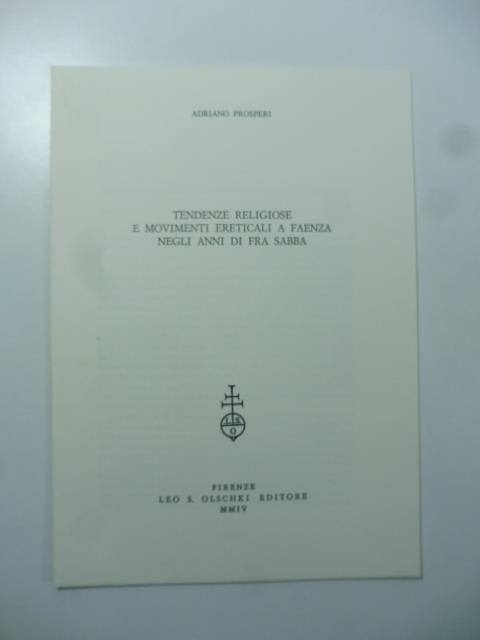 ADRIANO PROSPERI
TENDENZE RELIGIOSE
E MOVIMENTI ERETICALI A FAENZA
NEGLI ANNI DI FRA SABBA
L S
O
FIRENZE
LEO S. OLSCHKI EDITORE
MMIV